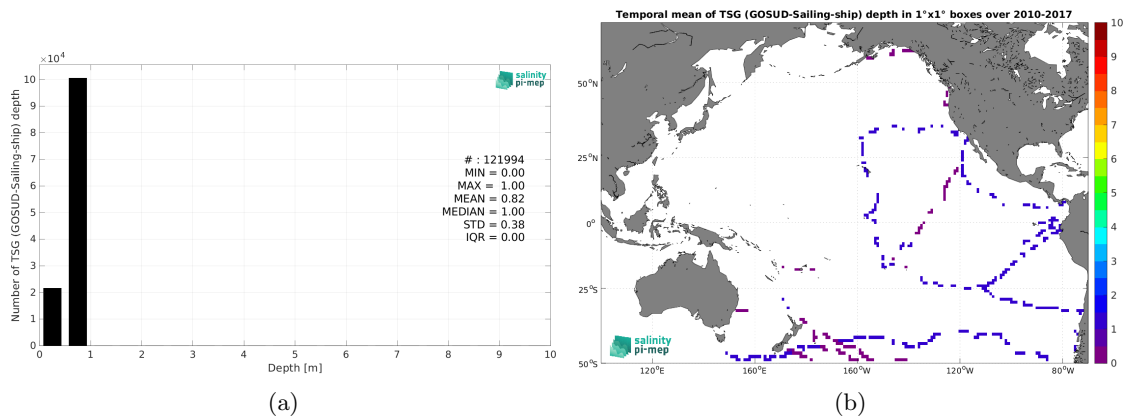 ×10⁴
10
9
8
7
6
5
4
3
2
1
0
Number of TSG (GOSUD-Sailing-ship) depth
salinity
pi-mep
# : 121994
MIN = 0.00
MAX = 1.00
MEAN = 0.82
MEDIAN = 1.00
STD = 0.38
IQR = 0.00
0 1 2 3 4 5 6 7 8 9 10
Depth [m]
(a)
Temporal mean of TSG (GOSUD-Sailing-ship) depth in 1°x1° boxes over 2010-2017
50°N
25°N
0°
25°S
50°S
salinity
pi-mep
120°E 160°E 160°W 120°W 80°W
10
9
8
7
6
5
4
3
2
1
0
(b)